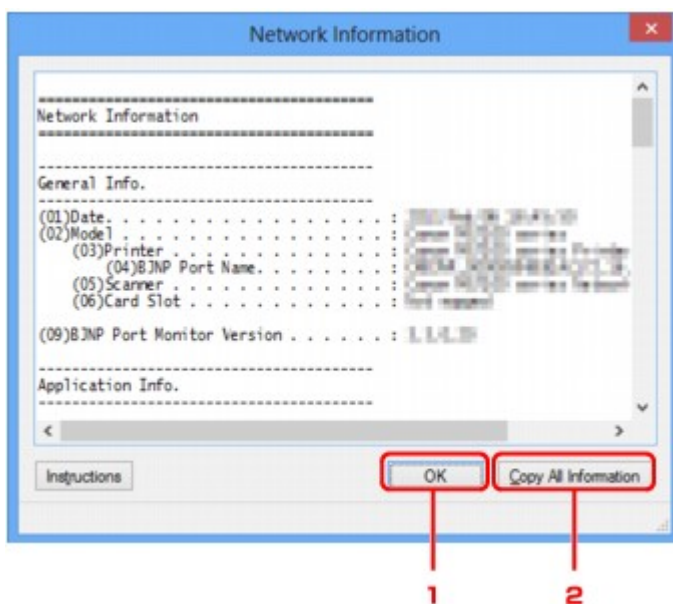 Network Information
========================================
Network Information
========================================
----------------------------------------
General Info.
----------------------------------------
(01)Date. . . . . . . . . . . . . . . . . . . . . :
(02)Model . . . . . . . . . . . . . . . . . . . . :
(03)Printer . . . . . . . . . . . . . . . . . :
(04)BJNP Port Name. . . . . . . . . . :
(05)Scanner . . . . . . . . . . . . . . . . . :
(06)Card Slot . . . . . . . . . . . . . . . . :
(09)BJNP Port Monitor Version . . . . . . :
----------------------------------------
Application Info.
----------------------------------------
Instructions OK Copy All Information
1 2